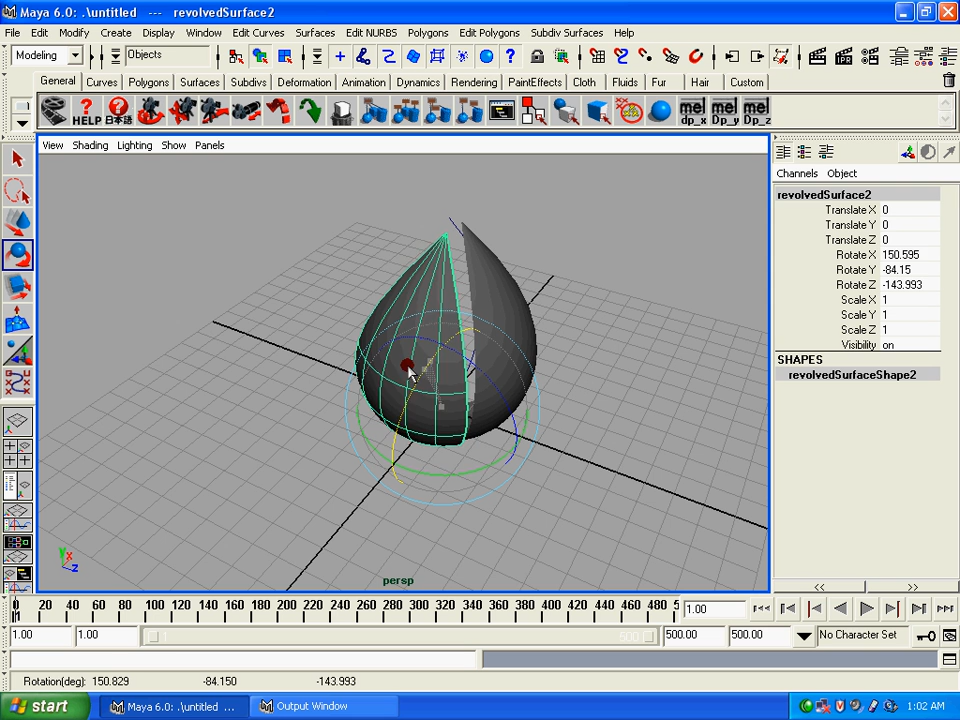 Maya 6.0: .\untitled --- revolvedSurface2
File Edit Modify Create Display Window Edit Curves Surfaces Edit NURBS Polygons Edit Polygons Subdiv Surfaces Help
Modeling Objects
General Curves Polygons Surfaces Subdivs Deformation Animation Dynamics Rendering PaintEffects Cloth Fluids Fur Hair Custom
HELP 日本語 mel dp_x mel Dp_y mel Dp_z
View Shading Lighting Show Panels
Channels Object
revolvedSurface2
Translate X 0
Translate Y 0
Translate Z 0
Rotate X 150.595
Rotate Y -84.15
Rotate Z -143.993
Scale X 1
Scale Y 1
Scale Z 1
Visibility on
SHAPES
revolvedSurfaceShape2
y x z
persp
<< >>
0 20 40 60 80 100 120 140 160 180 200 220 240 260 280 300 320 340 360 380 400 420 440 460 480 5 1.00
1.00 1.00 1 500 500.00 500.00 No Character Set
Rotation(deg): 150.829 -84.150 -143.993
start Maya 6.0: .\untitled ... Output Window 1:02 AM